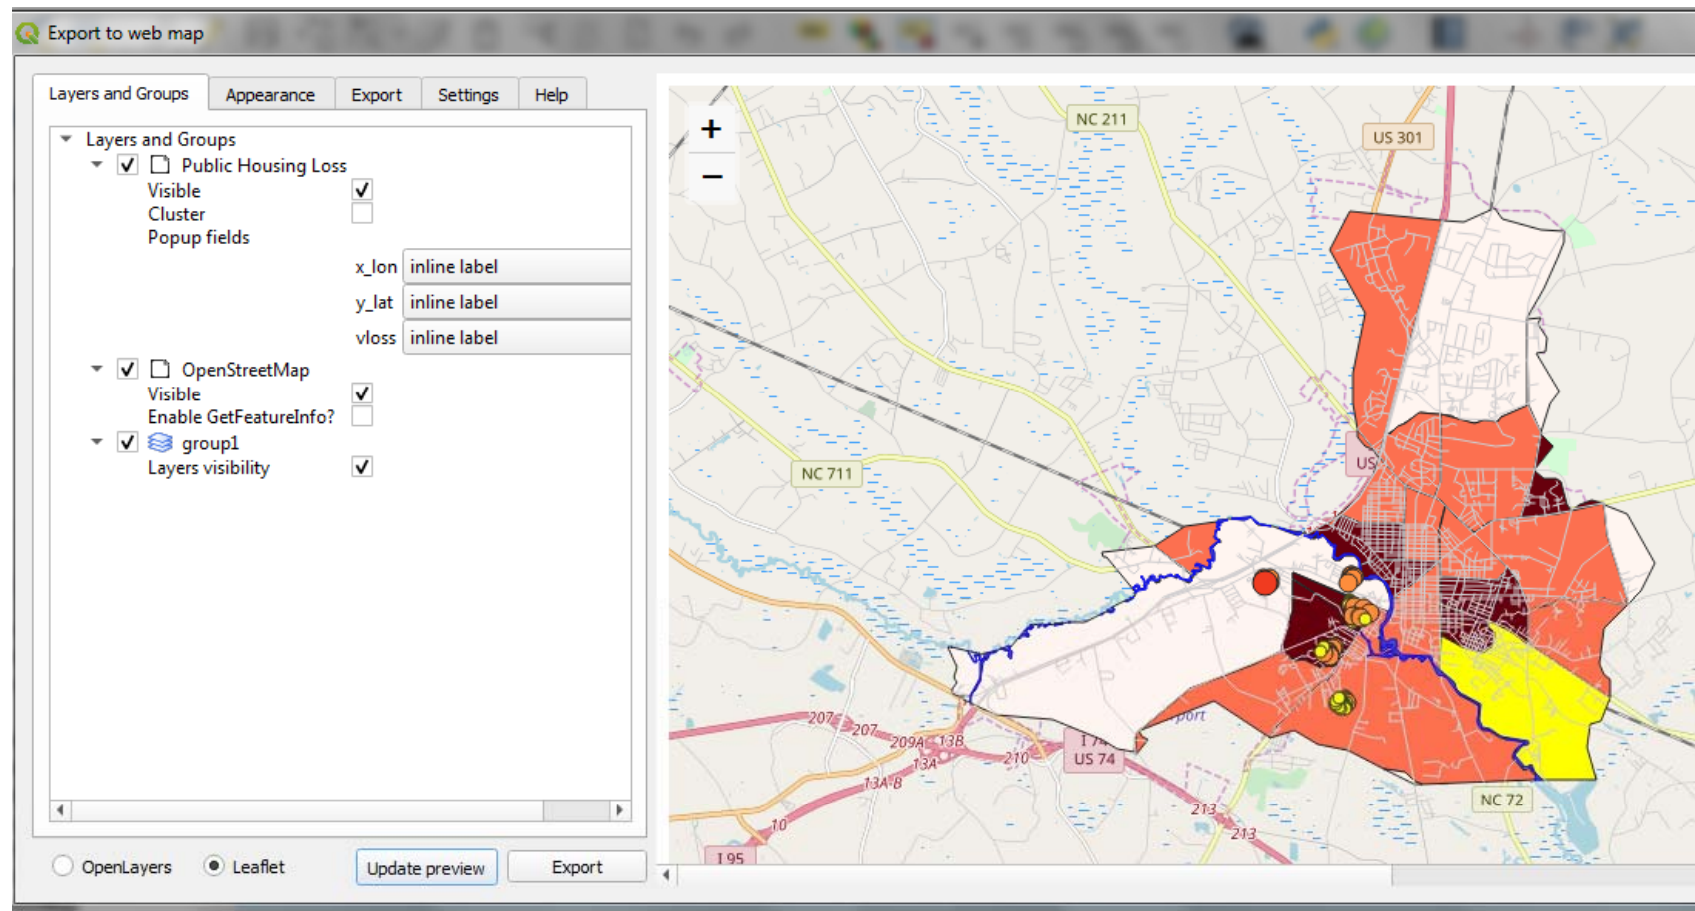 Export to web map
Layers and Groups
Appearance
Export
Settings
Help
Layers and Groups
Public Housing Loss
Visible
Cluster
Popup fields
x_lon inline label
y_lat inline label
vloss inline label
OpenStreetMap
Visible
Enable GetFeatureInfo?
group1
Layers visibility
OpenLayers
Leaflet
Update preview
Export
+
−
NC 211
US 301
US
NC 711
207
207
209A
13B
13A
210
13A-B
I 74
US 74
port
213
213
NC 72
10
I 95